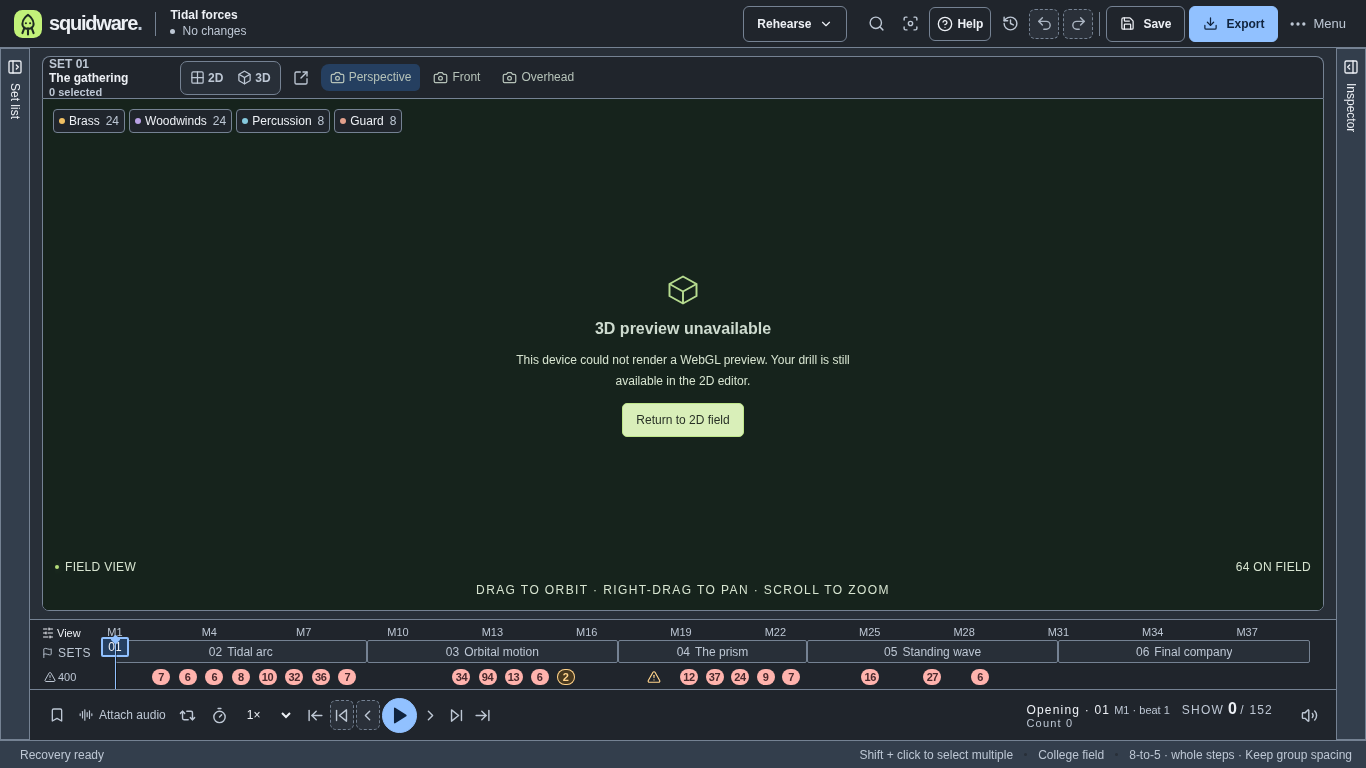 squidware.
Tidal forces
No changes
Rehearse
Help
Save
Export
Menu
Set list
SET 01
The gathering
0 selected
2D
3D
Perspective
Front
Overhead
Inspector
Brass 24
Woodwinds 24
Percussion 8
Guard 8
3D preview unavailable
This device could not render a WebGL preview. Your drill is still
available in the 2D editor.
Return to 2D field
FIELD VIEW
64 ON FIELD
DRAG TO ORBIT · RIGHT-DRAG TO PAN · SCROLL TO ZOOM
View
M1 M4 M7 M10 M13 M16 M19 M22 M25 M28 M31 M34 M37
SETS
01
02 Tidal arc
03 Orbital motion
04 The prism
05 Standing wave
06 Final company
400
7 6 6 8 10 32 36 7 34 94 13 6 2 12 37 24 9 7 16 27 6
Attach audio
1×
Opening · 01 M1 · beat 1
Count 0
SHOW 0 / 152
Recovery ready
Shift + click to select multiple · College field · 8-to-5 · whole steps · Keep group spacing